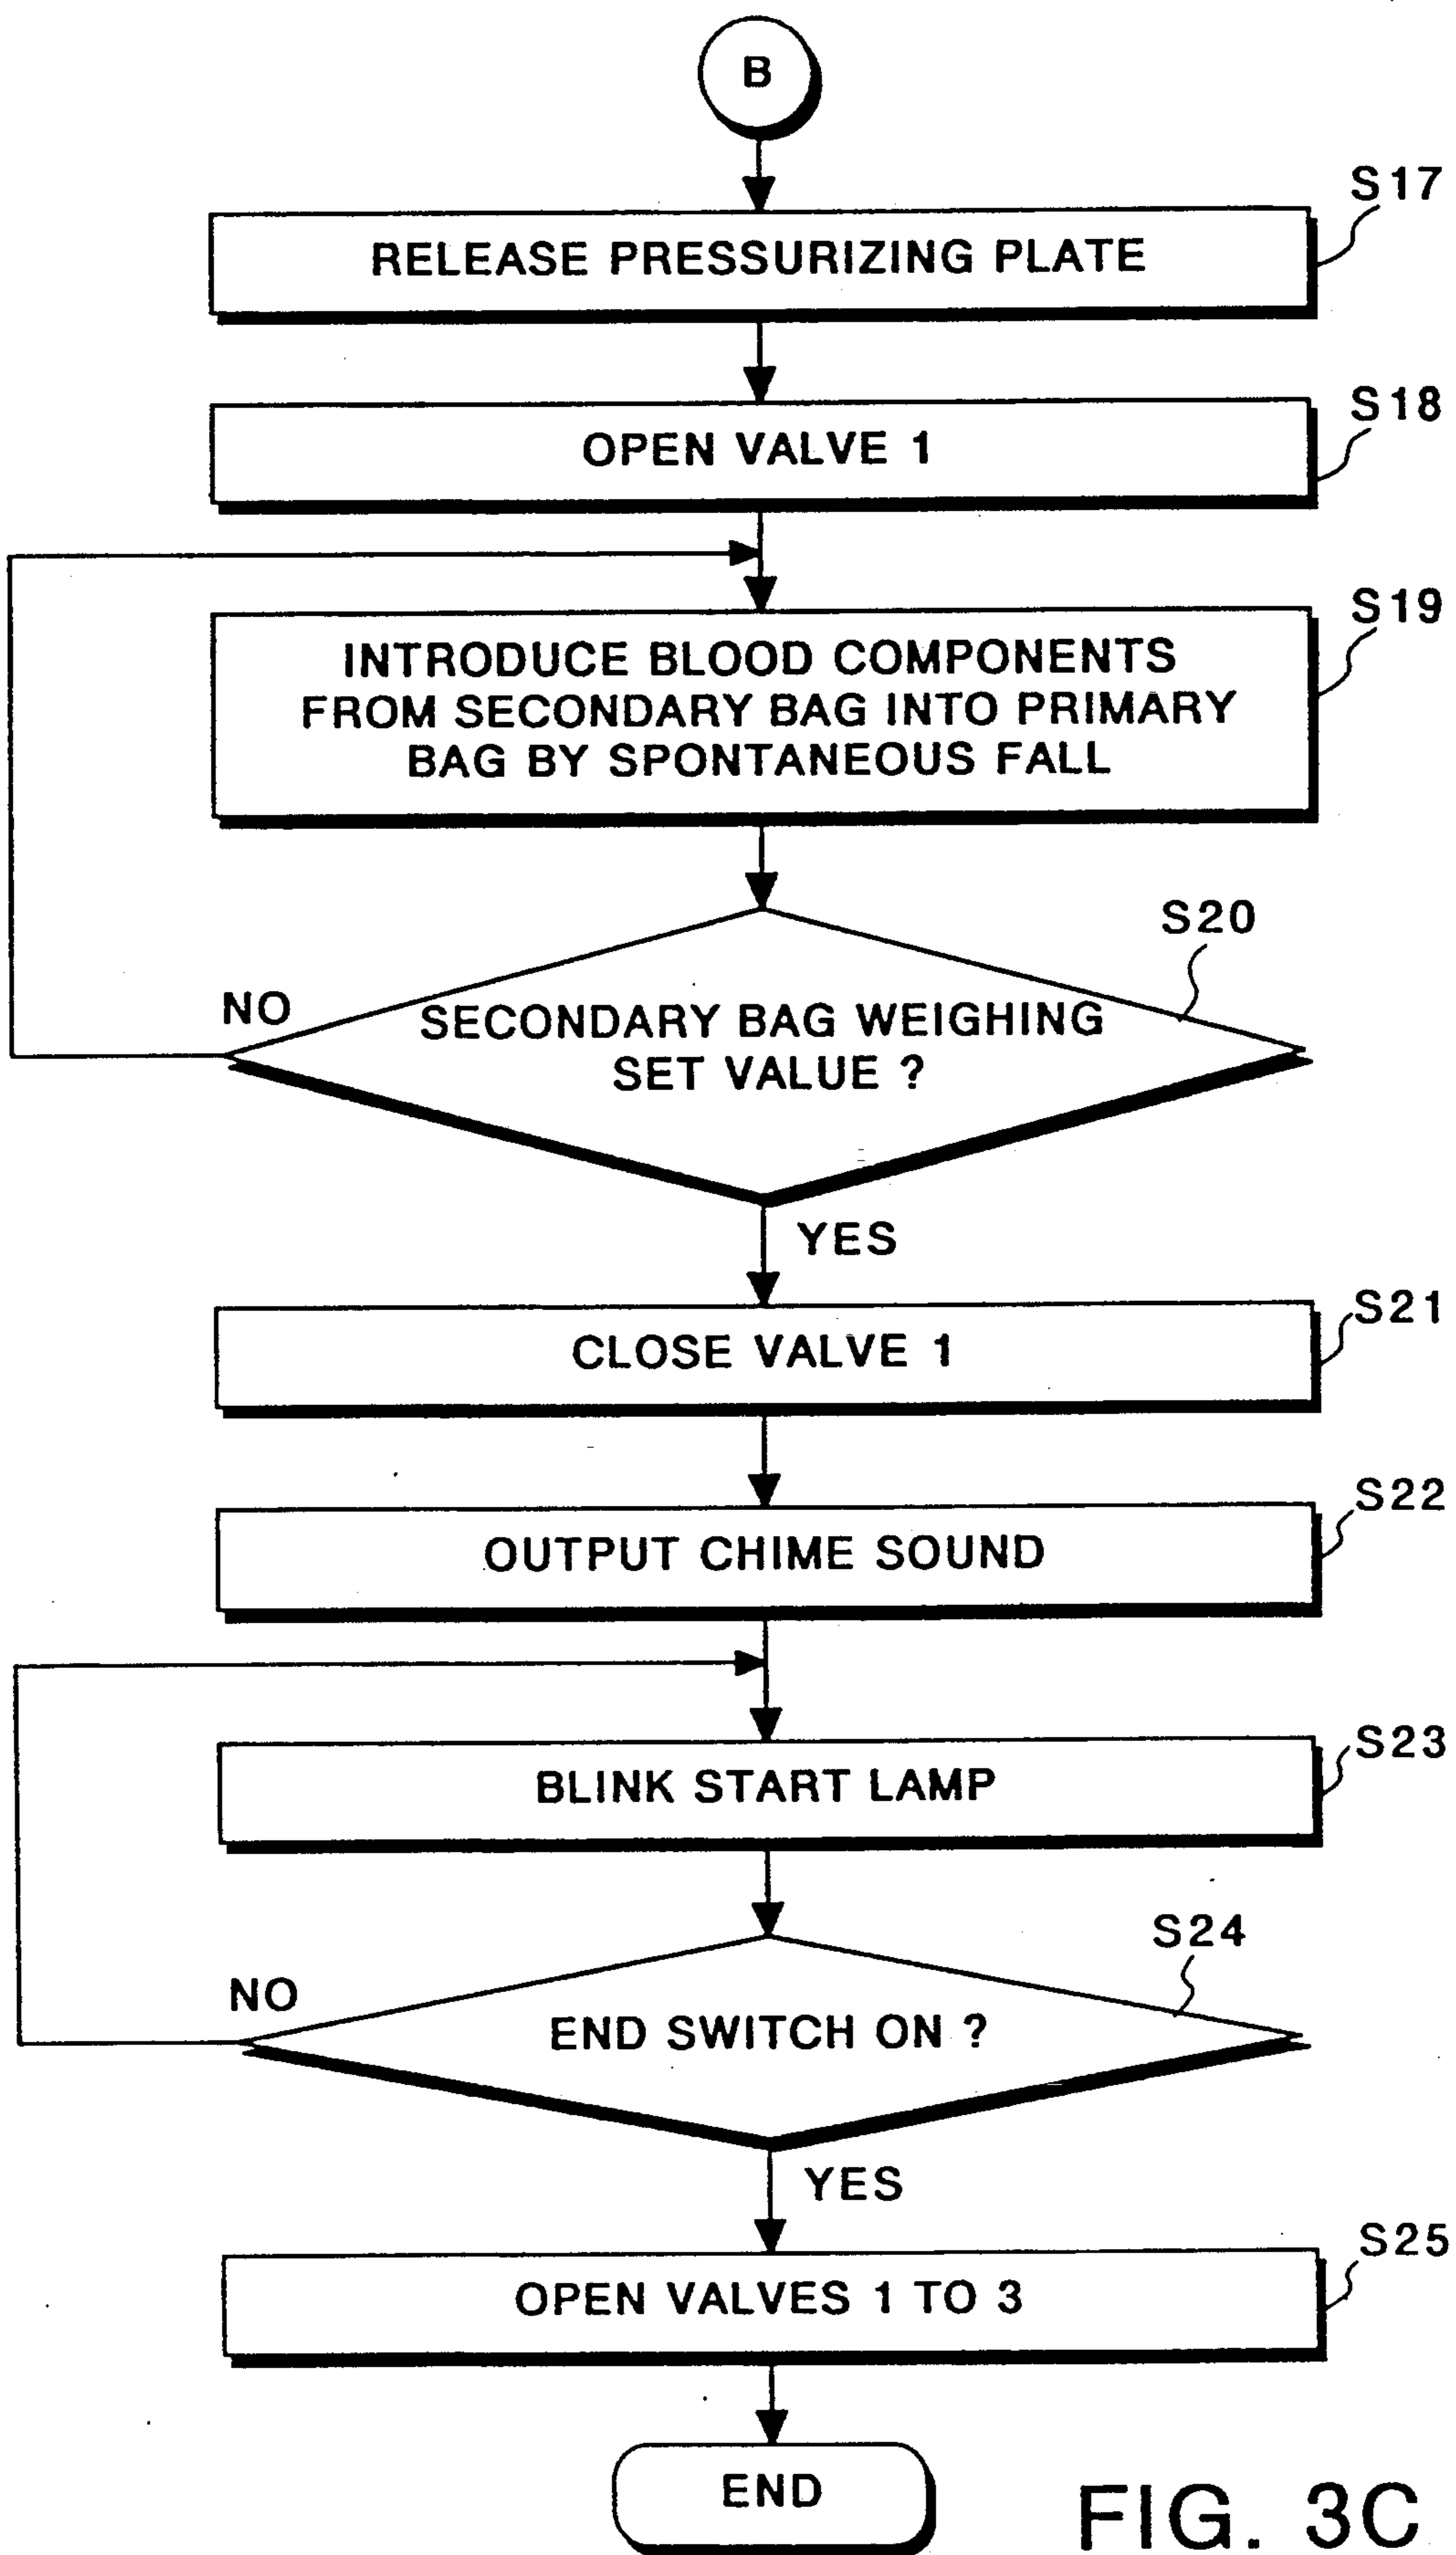 B
S17
RELEASE PRESSURIZING PLATE
S18
OPEN VALVE 1
S19
INTRODUCE BLOOD COMPONENTS
FROM SECONDARY BAG INTO PRIMARY
BAG BY SPONTANEOUS FALL
S20
NO
SECONDARY BAG WEIGHING
SET VALUE ?
YES
S21
CLOSE VALVE 1
S22
OUTPUT CHIME SOUND
S23
BLINK START LAMP
S24
NO
END SWITCH ON ?
YES
S25
OPEN VALVES 1 TO 3
END
FIG. 3C